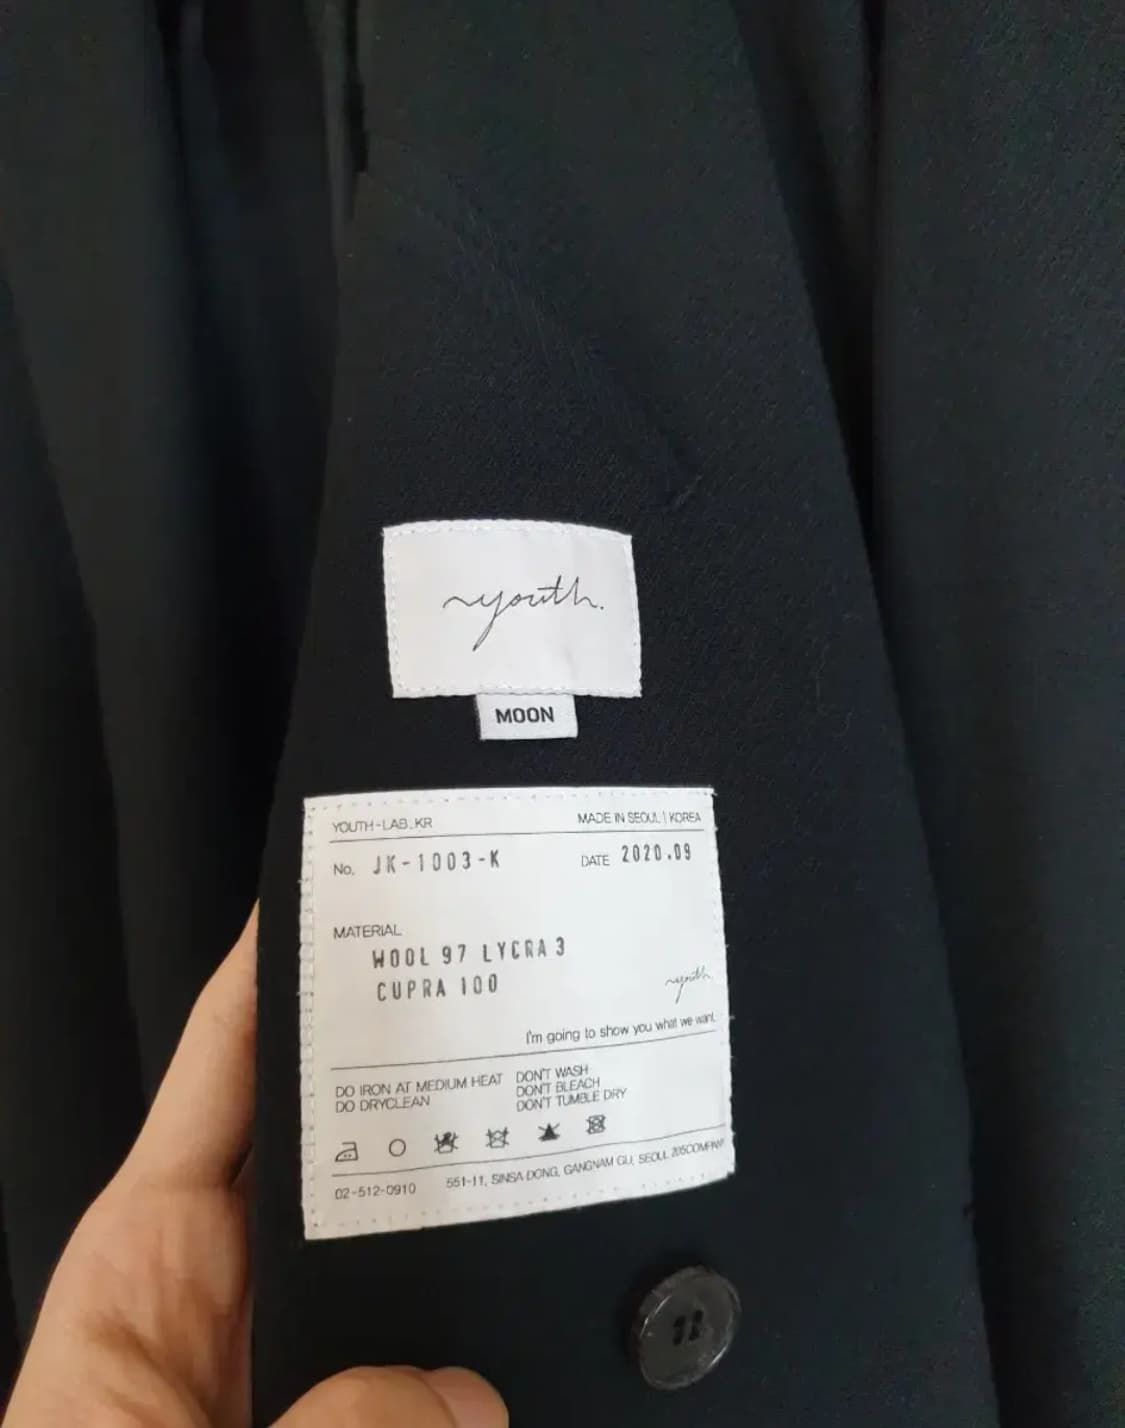 youth.
MOON
YOUTH-LAB.KR MADE IN SEOUL | KOREA
No. JK-1003-K DATE 2020.09
MATERIAL
WOOL 97 LYCRA 3
CUPRA 100
youth.
I'm going to show you what we want.
DO IRON AT MEDIUM HEAT DON'T WASH
DO DRYCLEAN DON'T BLEACH
DON'T TUMBLE DRY
02-512-0910 551-11, SINSA DONG, GANGNAM GU, SEOUL 205COMPANY